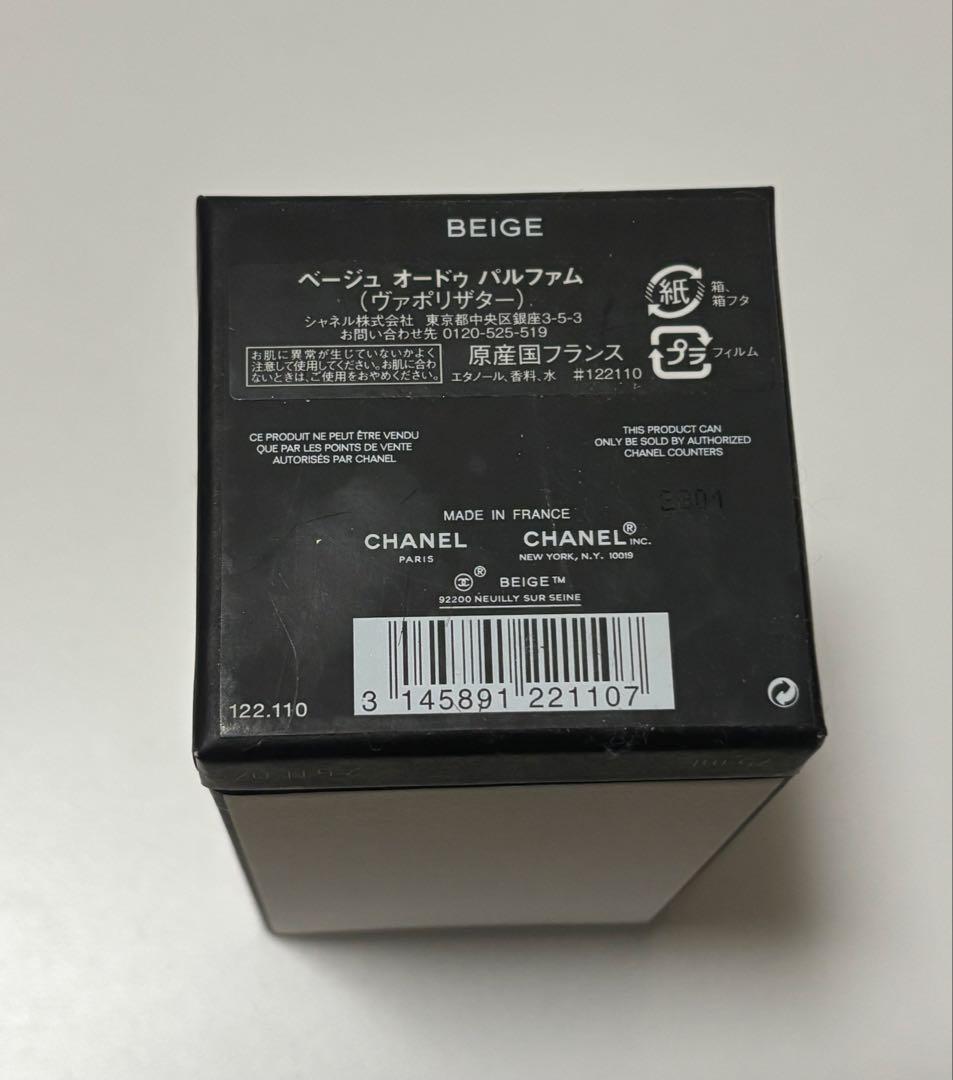 BEIGE
ベージュ オードゥ パルファム
（ヴァポリザター）
シャネル株式会社 東京都中央区銀座3-5-3
お問い合わせ先 0120-525-519
お肌に異常が生じていないかよく
注意して使用してください。お肌に合わ
ないときは、ご使用をおやめください。
原産国フランス
エタノール、香料、水 #122110
紙
箱、
箱フタ
プラ
フィルム
CE PRODUIT NE PEUT ÊTRE VENDU
QUE PAR LES POINTS DE VENTE
AUTORISÉS PAR CHANEL
THIS PRODUCT CAN
ONLY BE SOLD BY AUTHORIZED
CHANEL COUNTERS
MADE IN FRANCE
CHANEL
PARIS
CHANEL® INC.
NEW YORK, N.Y. 10019
® BEIGE™
92200 NEUILLY SUR SEINE
3 145891 221107
122.110
75 ml